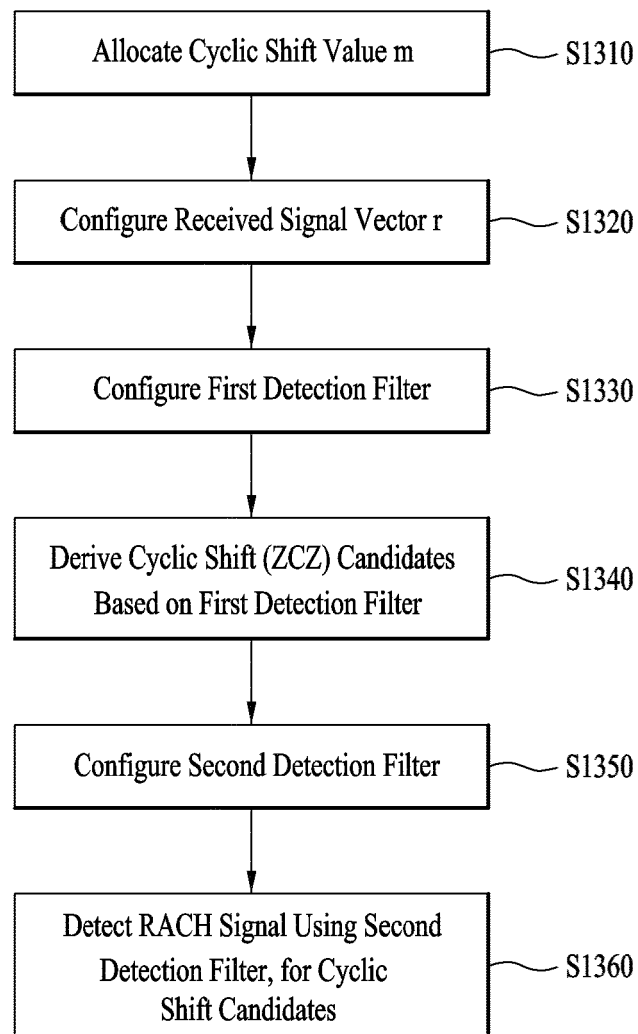 Allocate Cyclic Shift Value m
S1310
Configure Received Signal Vector r
S1320
Configure First Detection Filter
S1330
Derive Cyclic Shift (ZCZ) Candidates
Based on First Detection Filter
S1340
Configure Second Detection Filter
S1350
Detect RACH Signal Using Second
Detection Filter, for Cyclic
Shift Candidates
S1360